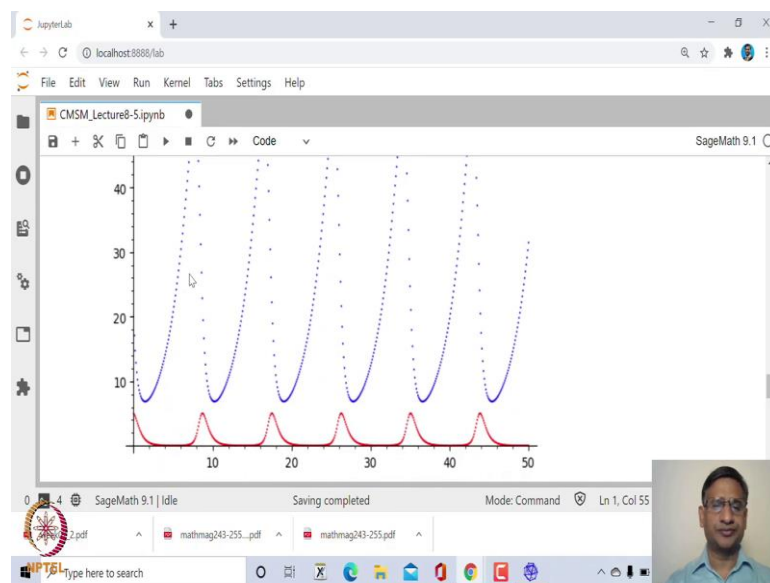 JupyterLab
localhost:8888/lab
File Edit View Run Kernel Tabs Settings Help
CMSM_Lecture8-5.ipynb
Code
SageMath 9.1
40
30
20
10
10 20 30 40 50
0 4 SageMath 9.1 | Idle Saving completed Mode: Command Ln 1, Col 55
2.pdf mathmag243-255....pdf mathmag243-255.pdf
NPTEL
Type here to search